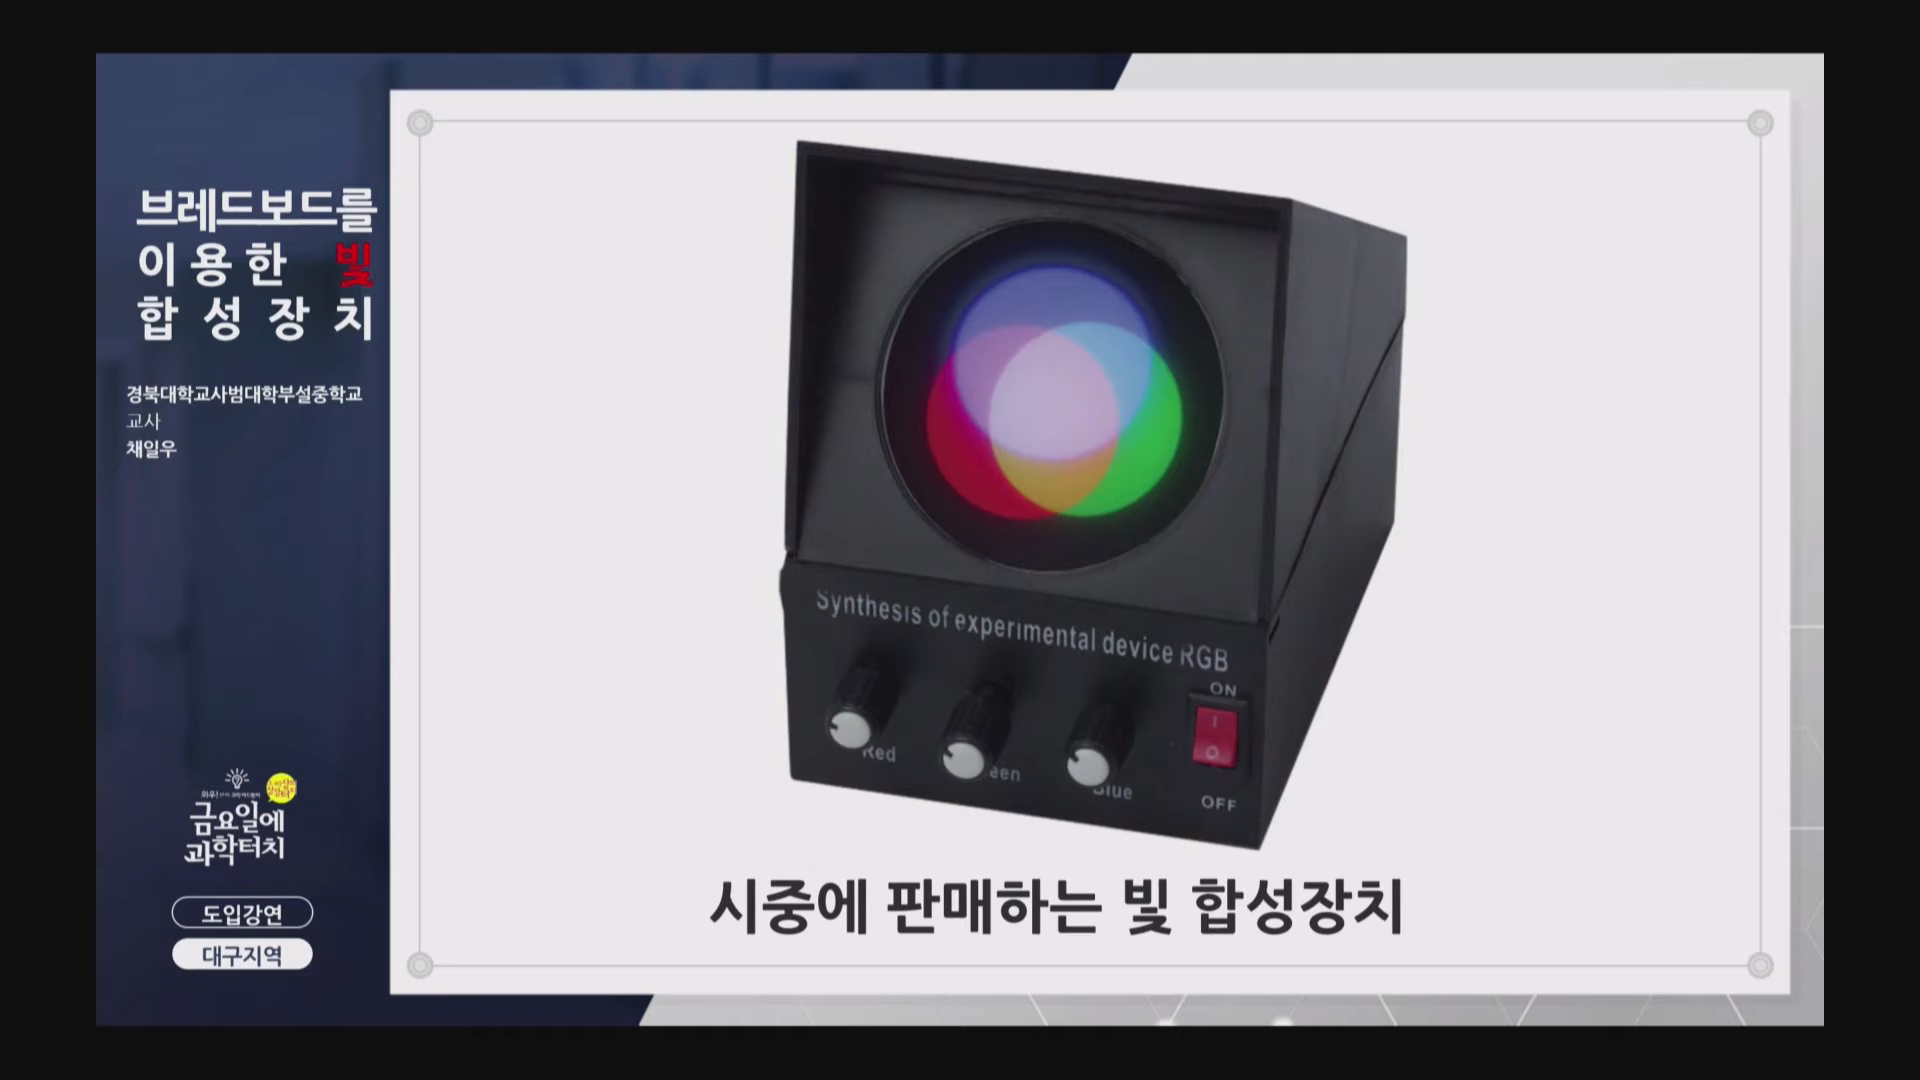 브레드보드를
이용한 빛
합성장치
경북대학교사범대학부설중학교
교사
채일우
금요일에
과학터치
도입강연
대구지역
Synthesis of experimental device RGB
ON
Red
een
Blue
OFF
시중에 판매하는 빛 합성장치